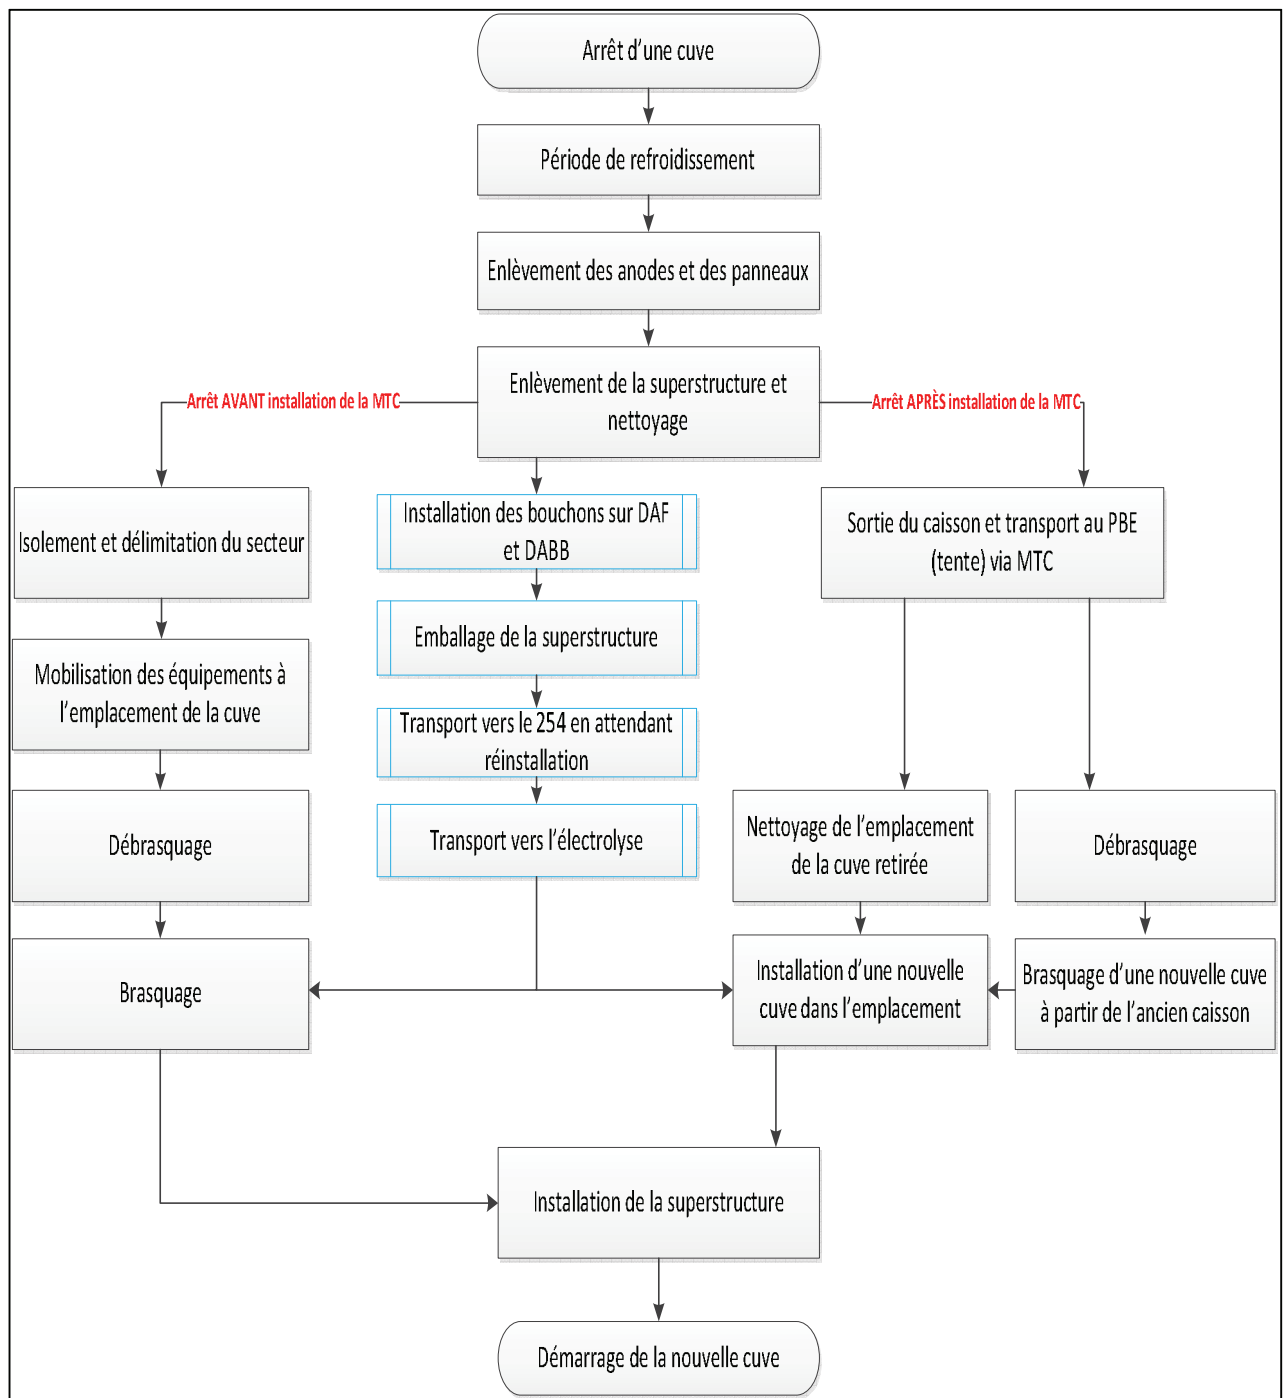 Arrêt d’une cuve
Période de refroidissement
Enlèvement des anodes et des panneaux
Enlèvement de la superstructure et
nettoyage
Arrêt AVANT installation de la MTC
Arrêt APRÈS installation de la MTC
Isolement et délimitation du secteur
Installation des bouchons sur DAF
et DABB
Sortie du caisson et transport au PBE
(tente) via MTC
Mobilisation des équipements à
l’emplacement de la cuve
Emballage de la superstructure
Transport vers le 254 en attendant
réinstallation
Débrasquage
Transport vers l’électrolyse
Nettoyage de l’emplacement
de la cuve retirée
Débrasquage
Brasquage
Installation d’une nouvelle
cuve dans l’emplacement
Brasquage d’une nouvelle cuve
à partir de l’ancien caisson
Installation de la superstructure
Démarrage de la nouvelle cuve